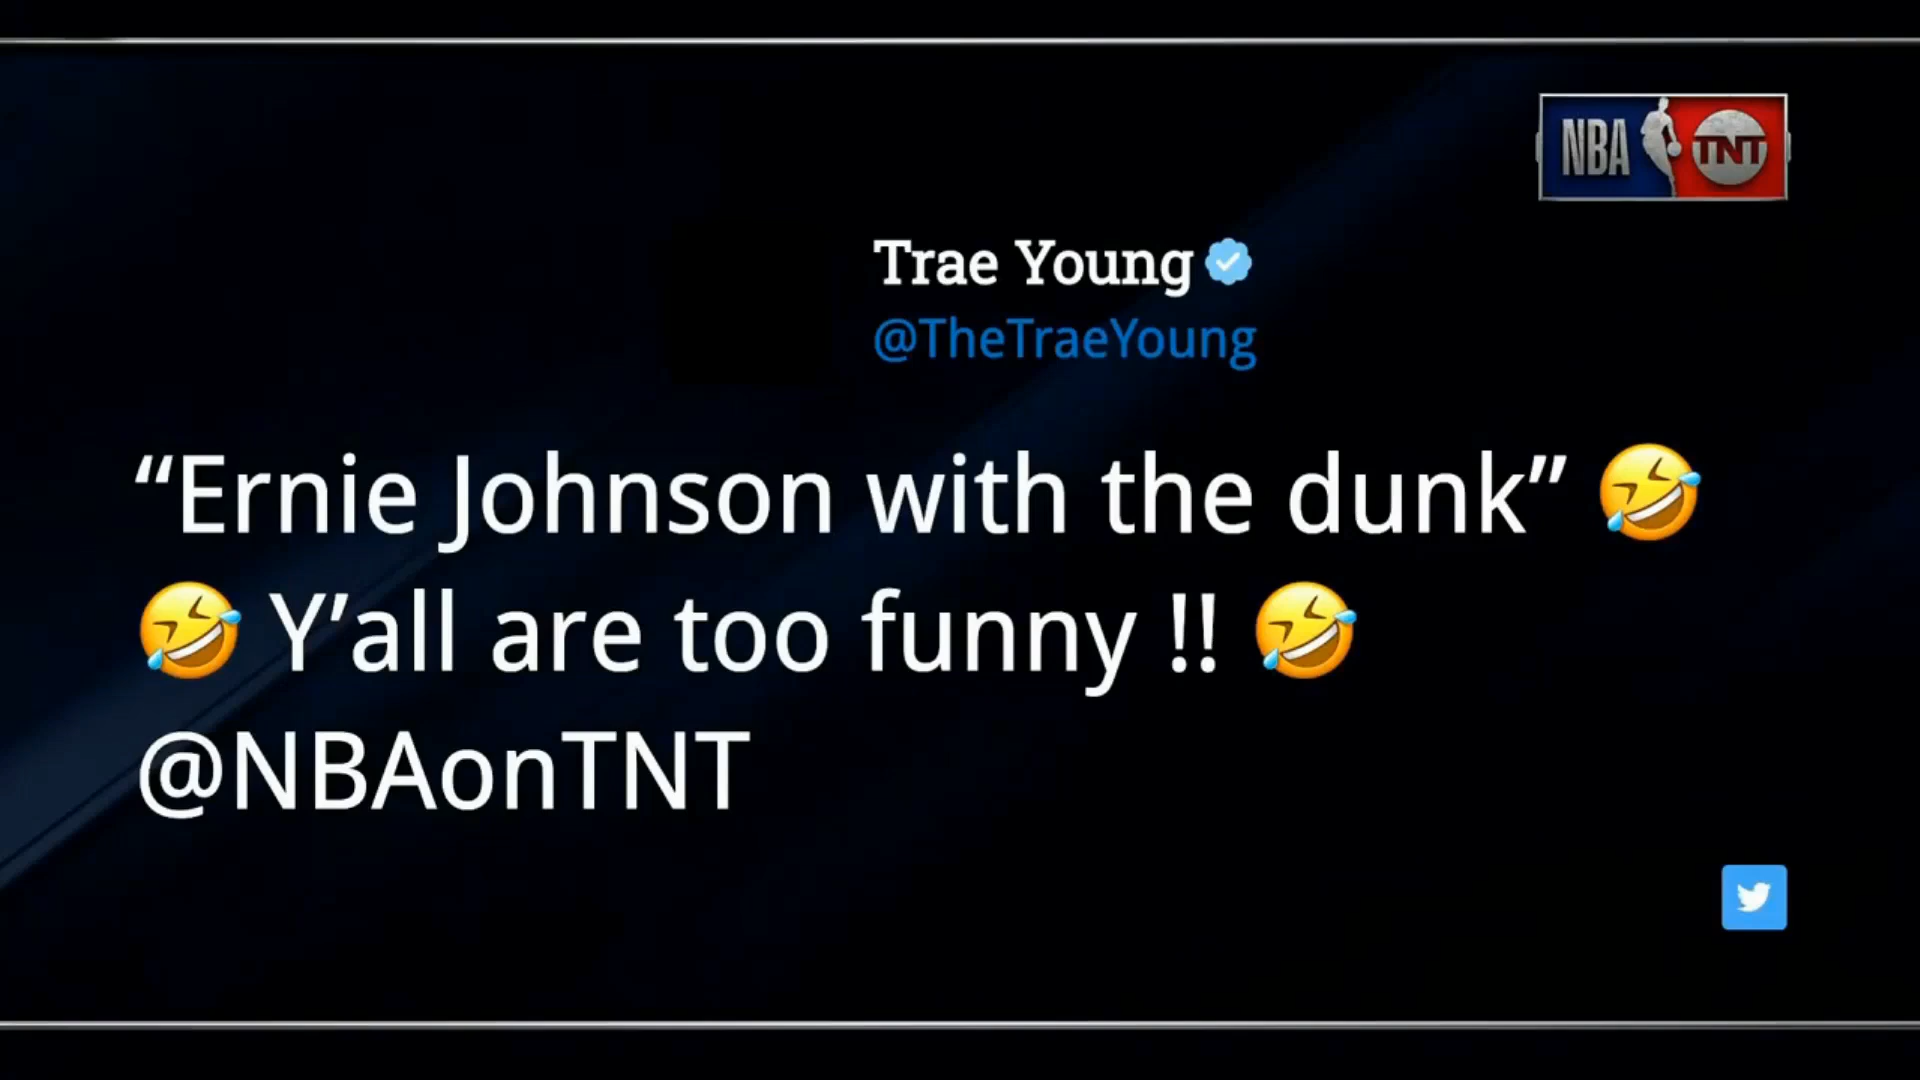 NBA TNT
Trae Young
@TheTraeYoung
“Ernie Johnson with the dunk” 🤣
🤣 Y’all are too funny !! 🤣
@NBAonTNT